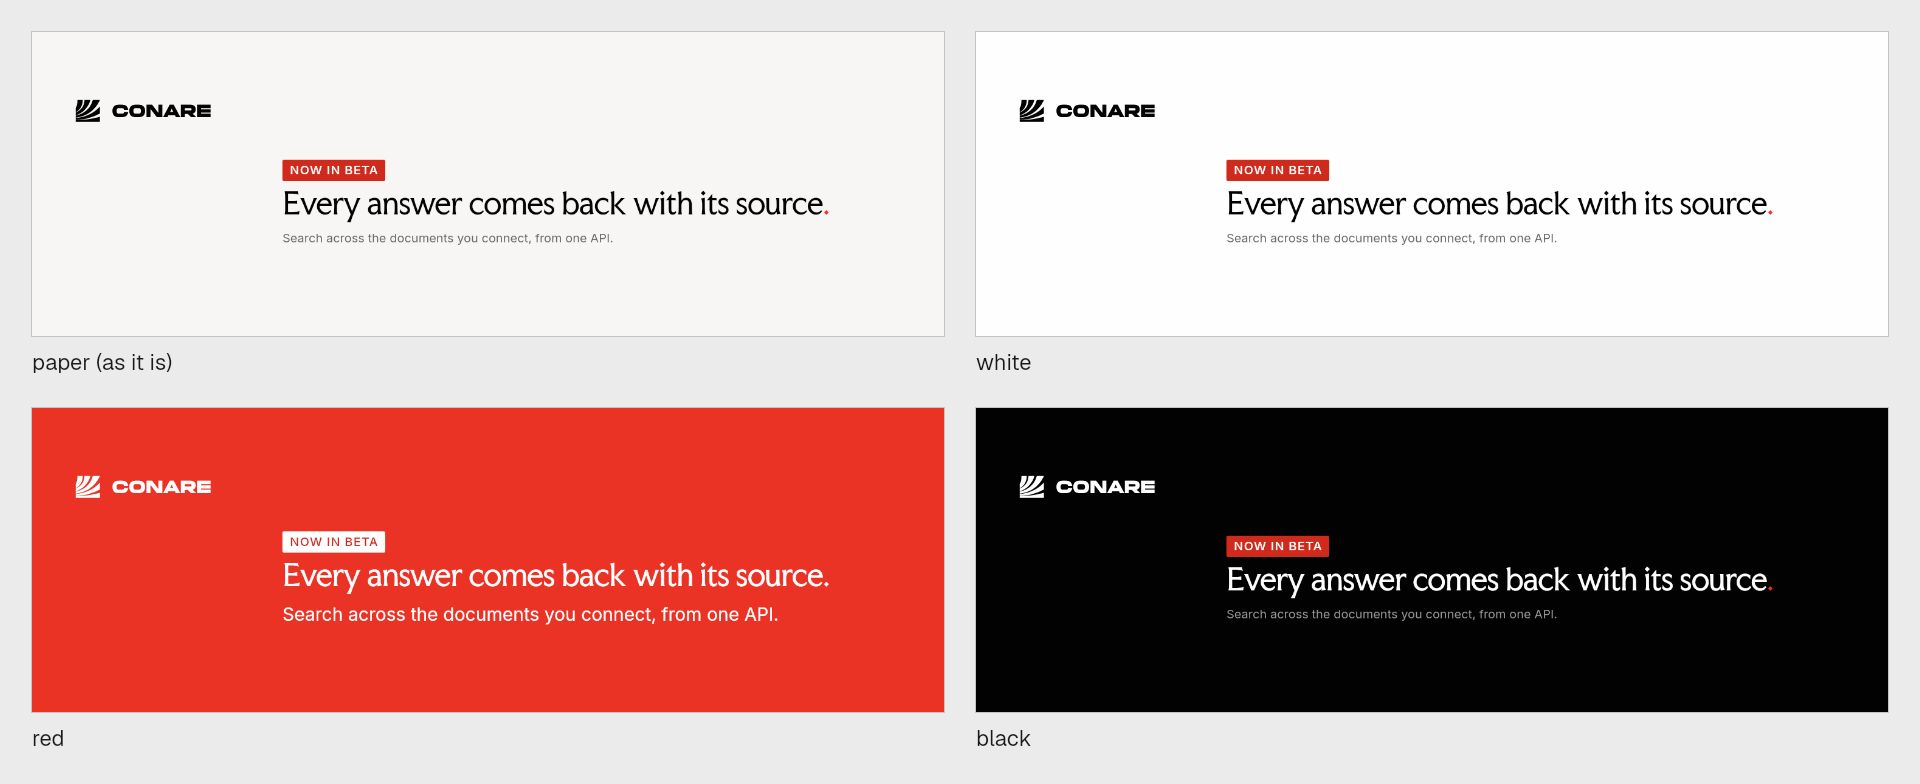 CONARE
NOW IN BETA
Every answer comes back with its source.
Search across the documents you connect, from one API.
paper (as it is)
CONARE
NOW IN BETA
Every answer comes back with its source.
Search across the documents you connect, from one API.
white
CONARE
NOW IN BETA
Every answer comes back with its source.
Search across the documents you connect, from one API.
red
CONARE
NOW IN BETA
Every answer comes back with its source.
Search across the documents you connect, from one API.
black